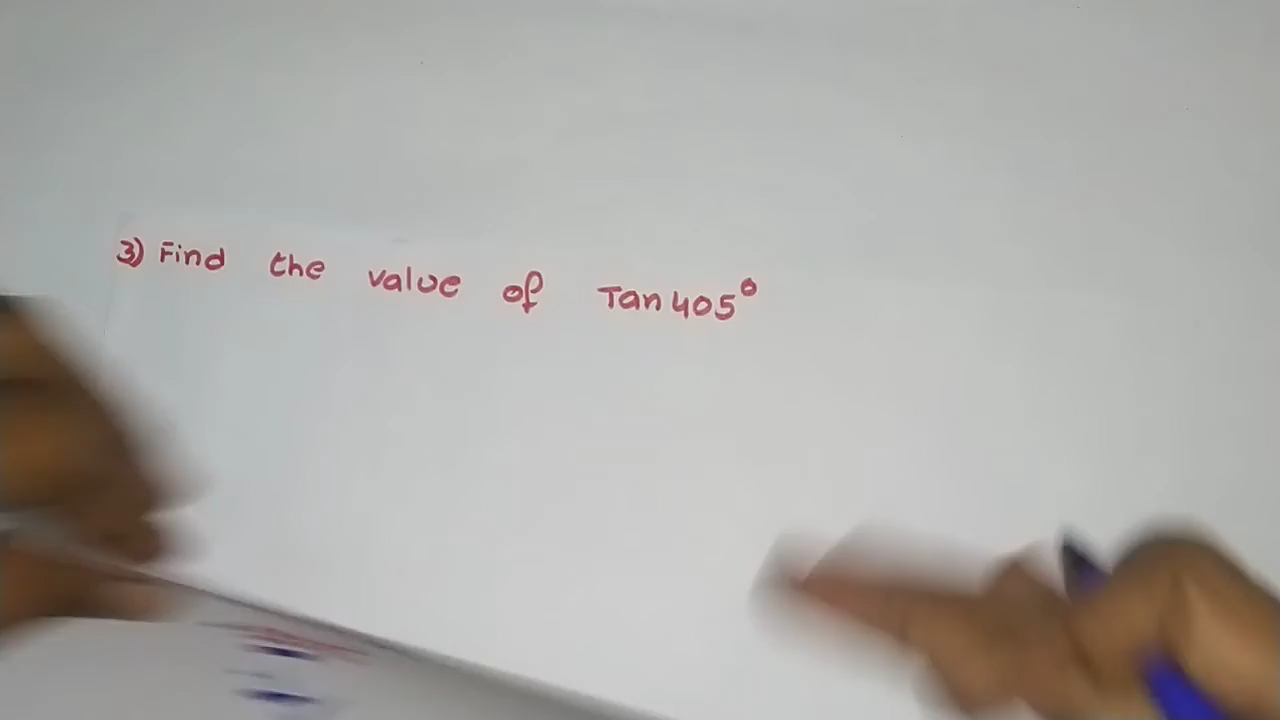 3) Find the value of Tan 405°